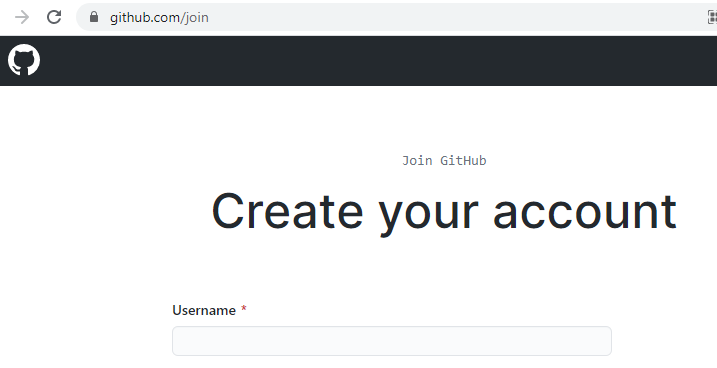 github.com/join
Join GitHub
Create your account
Username *